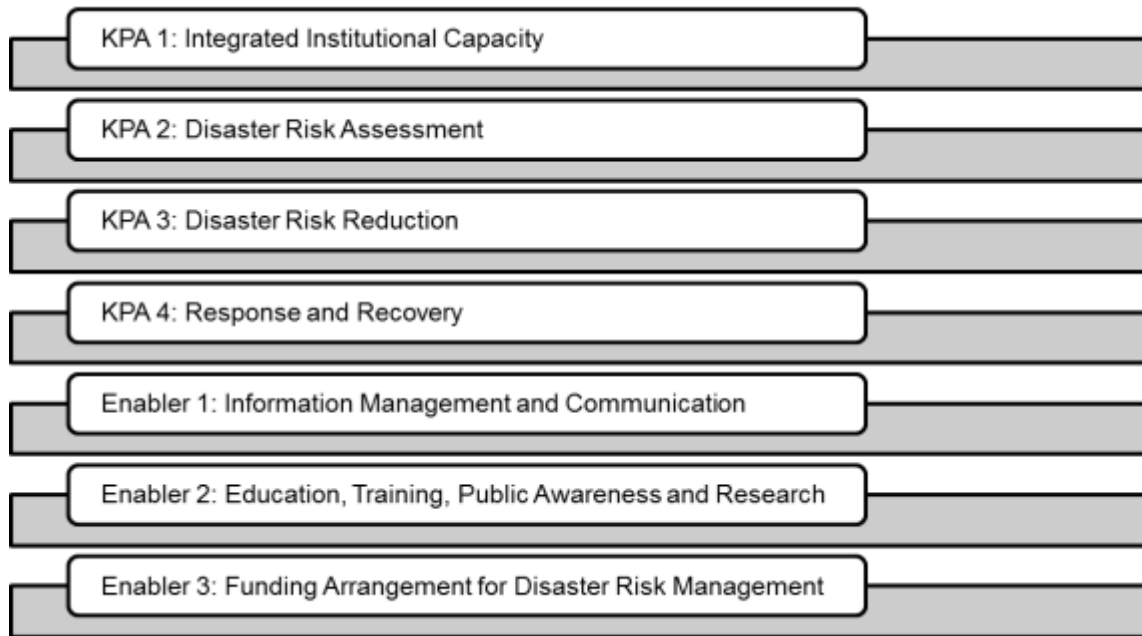 KPA 1: Integrated Institutional Capacity
KPA 2: Disaster Risk Assessment
KPA 3: Disaster Risk Reduction
KPA 4: Response and Recovery
Enabler 1: Information Management and Communication
Enabler 2: Education, Training, Public Awareness and Research
Enabler 3: Funding Arrangement for Disaster Risk Management